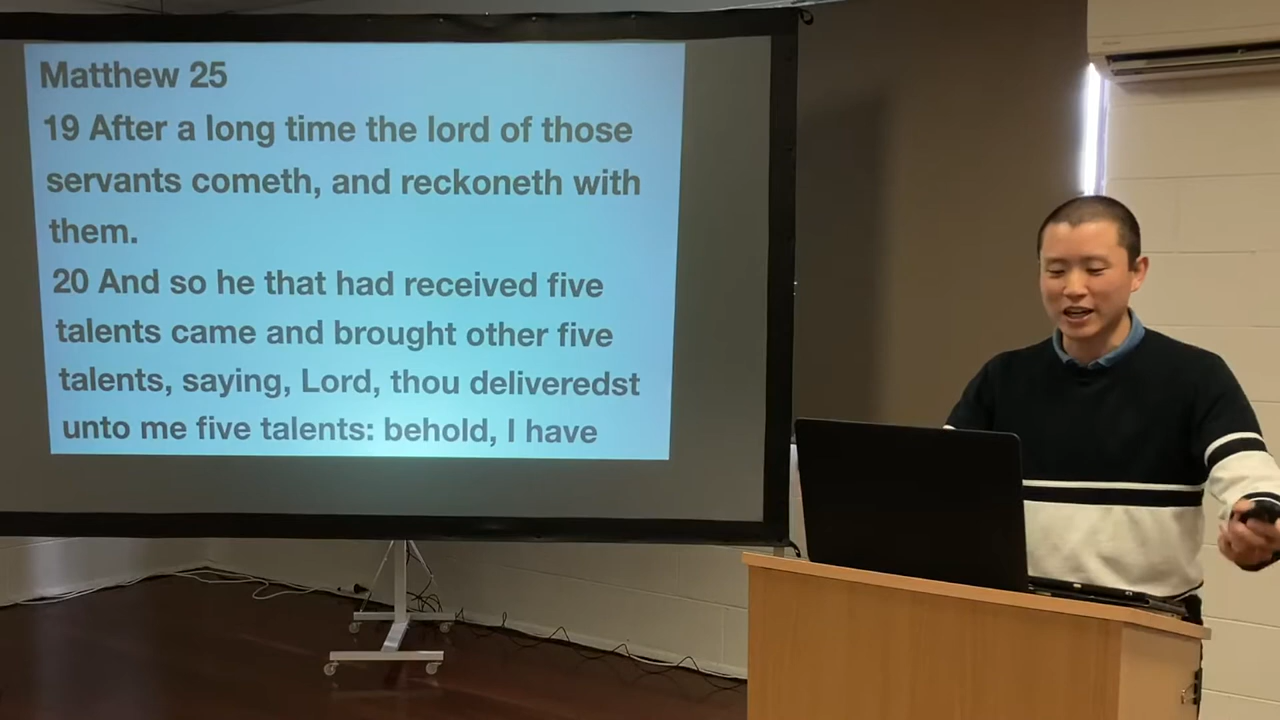 Matthew 25
19 After a long time the lord of those
servants cometh, and reckoneth with
them.
20 And so he that had received five
talents came and brought other five
talents, saying, Lord, thou deliveredst
unto me five talents: behold, I have